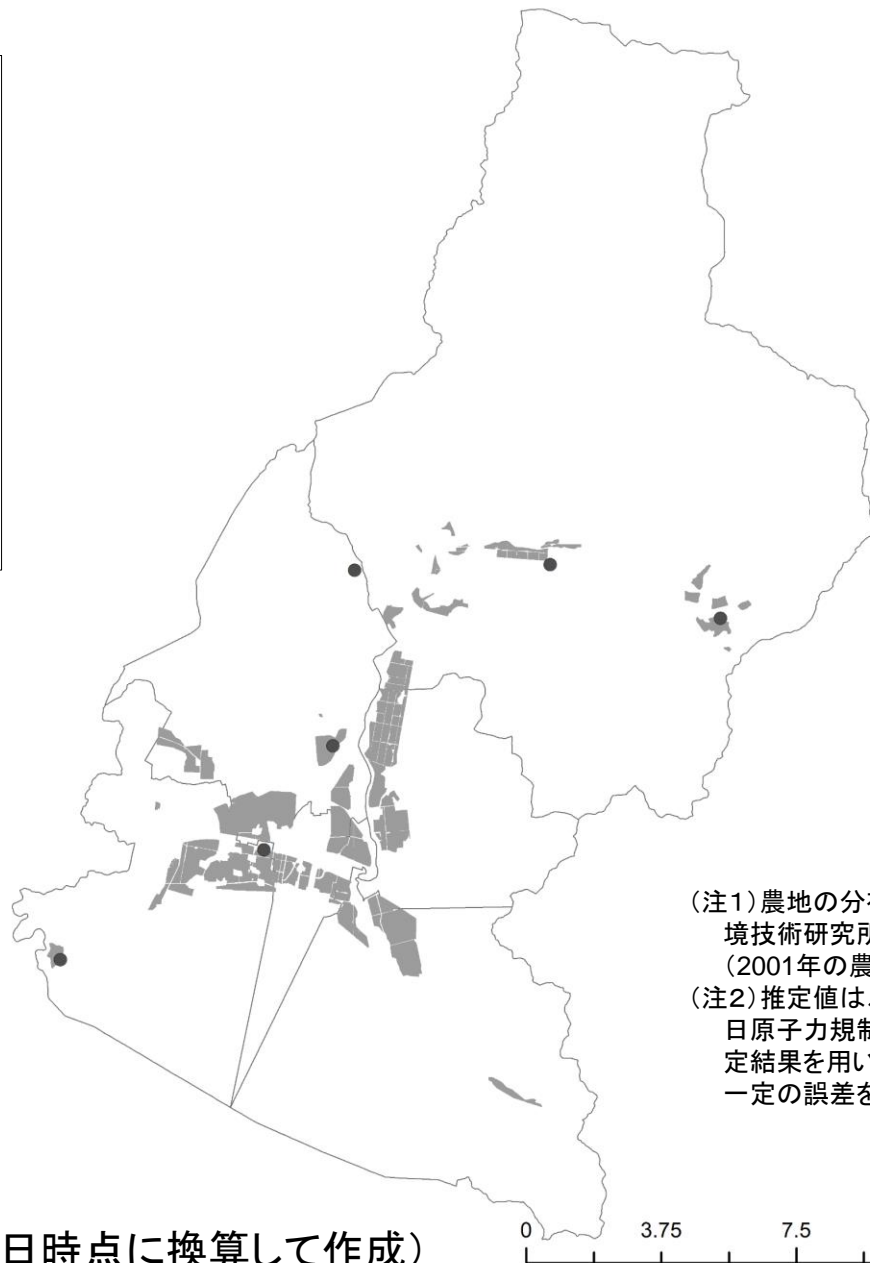 (注1)農地の分
境技術研究所
(2001年の農
(注2)推定値は
日原子力規制
定結果を用い
一定の誤差を
日時点に換算して作成)
0 3.75 7.5